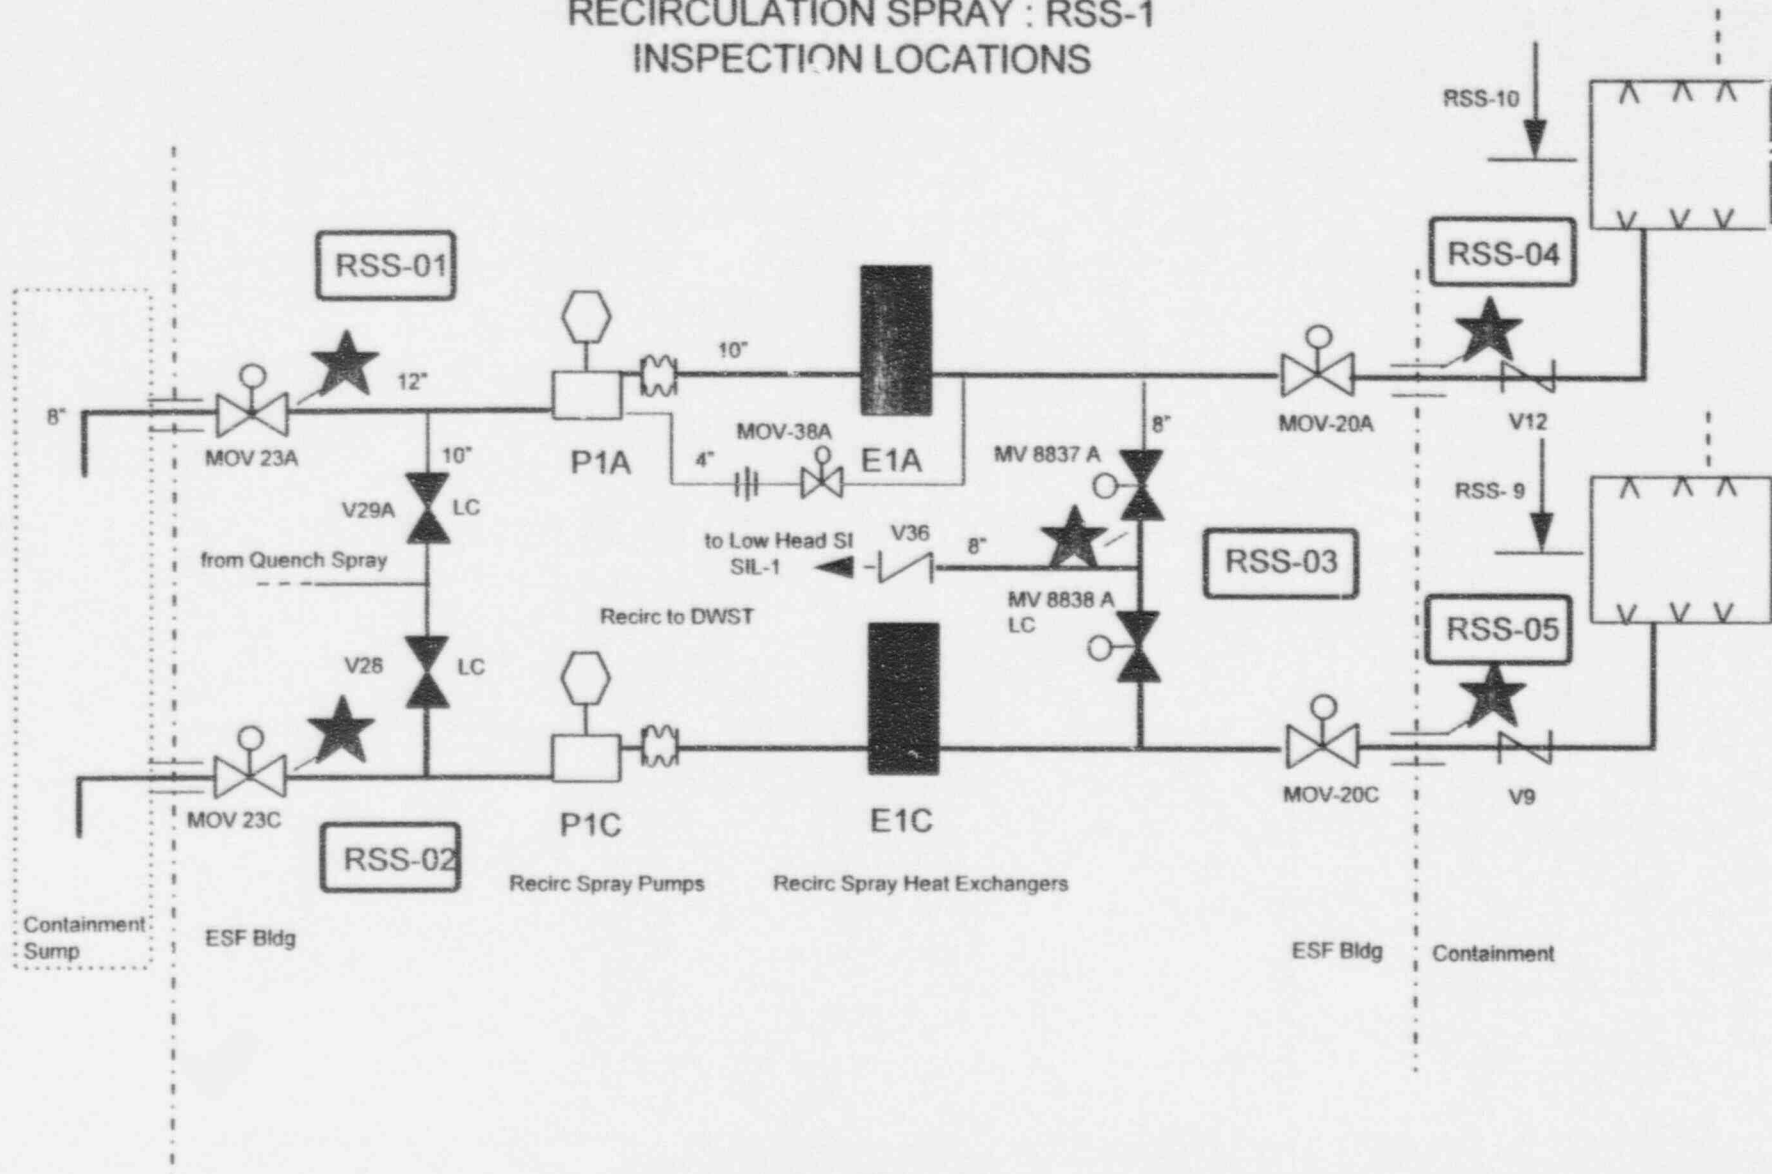 RECIRCULATION SPRAY : RSS-1
INSPECTION LOCATIONS
RSS-10
RSS-01
RSS-04
10"
12"
8"
MOV 23A
10"
P1A
4"
MOV-38A
E1A
MV 8837 A
8"
MOV-20A
V12
V29A
LC
RSS- 9
from Quench Spray
to Low Head SI
SIL-1
V36
8"
RSS-03
Recirc to DWST
MV 8838 A
LC
RSS-05
V28
LC
MOV 23C
P1C
E1C
MOV-20C
V9
RSS-02
Recirc Spray Pumps
Recirc Spray Heat Exchangers
Containment
Sump
ESF Bldg
ESF Bldg
Containment